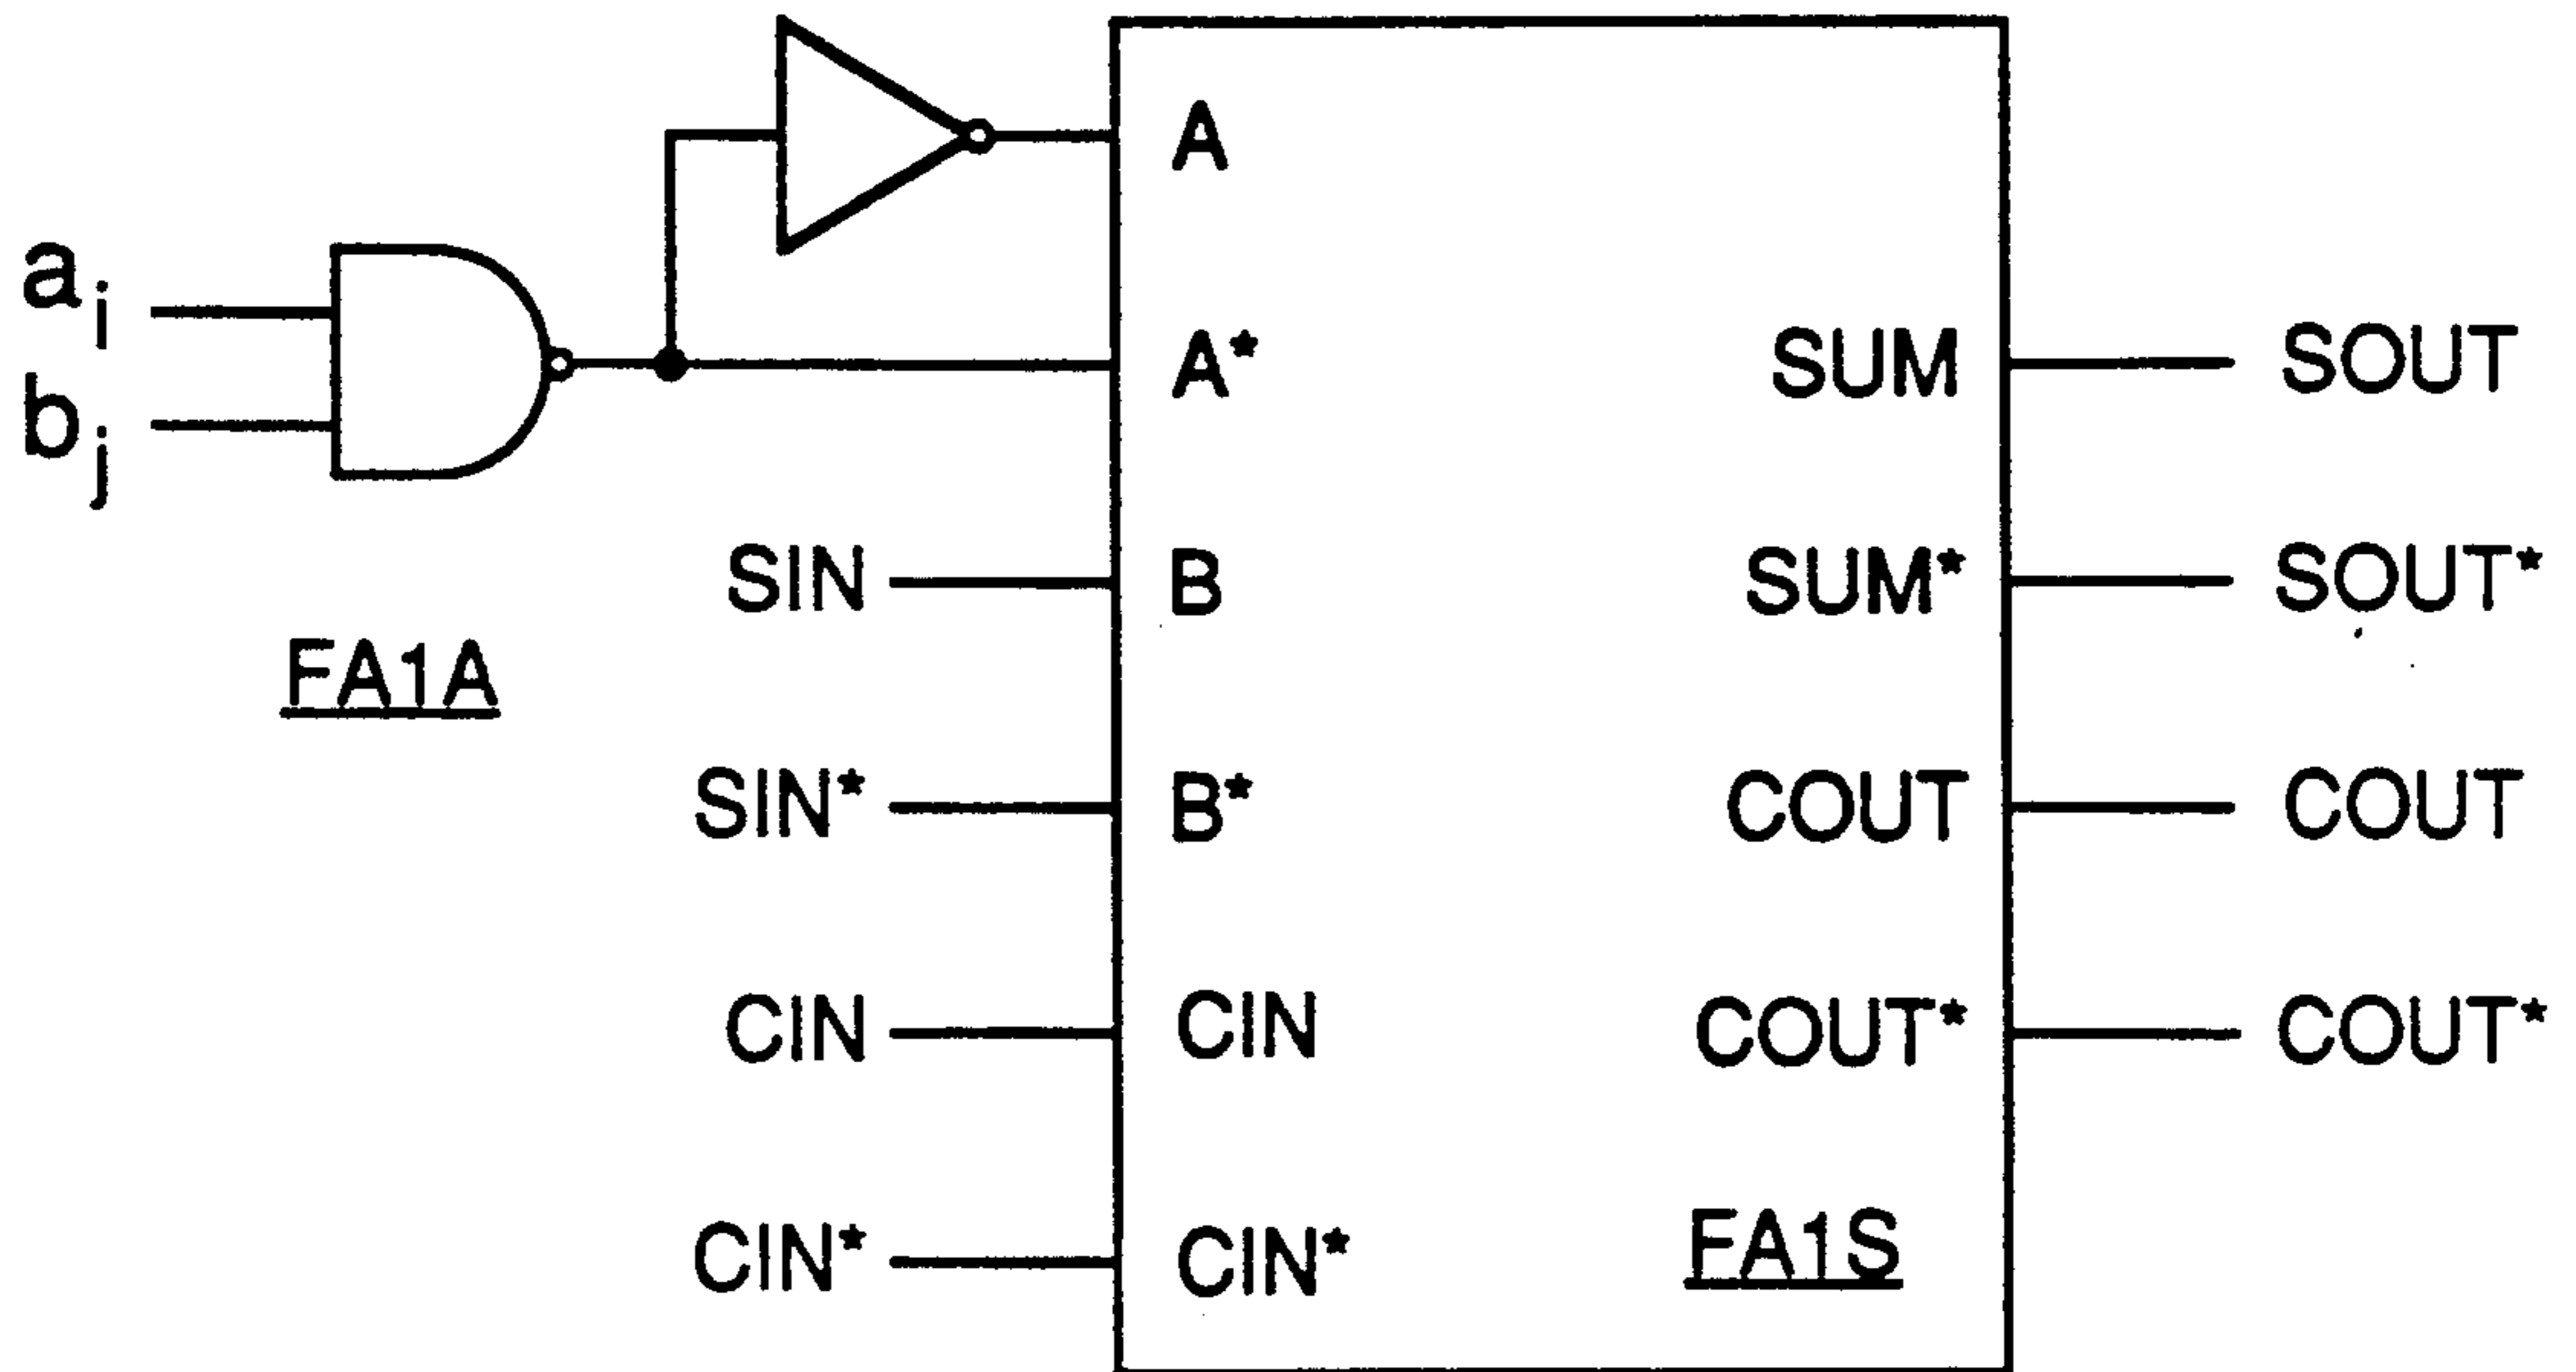 A
a i
A*
SUM
SOUT
b j
SIN
B
SUM*
SOUT*
FA1A
SIN*
B*
COUT
COUT
CIN
CIN
COUT*
COUT*
CIN*
CIN*
FA1S